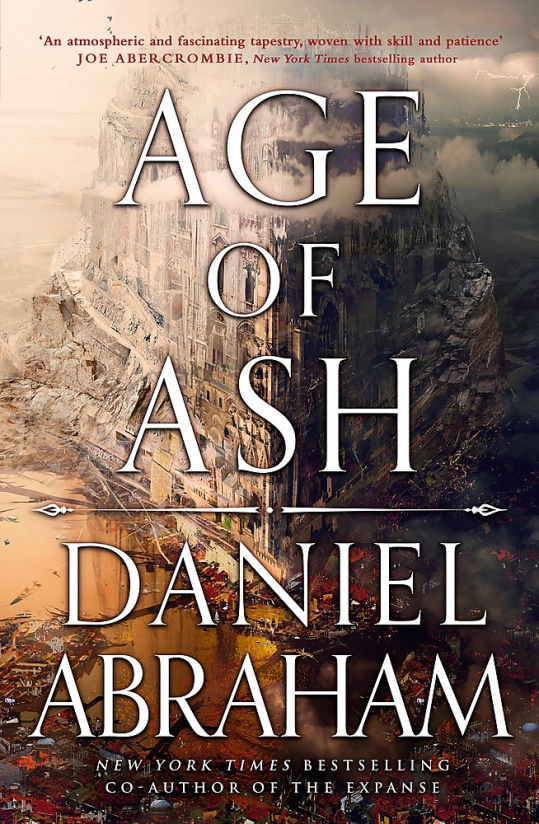 ‘An atmospheric and fascinating tapestry, woven with skill and patience’
JOE ABERCROMBIE, New York Times bestselling author
AGE
OF
ASH
DANIEL
ABRAHAM
NEW YORK TIMES BESTSELLING
CO-AUTHOR OF THE EXPANSE